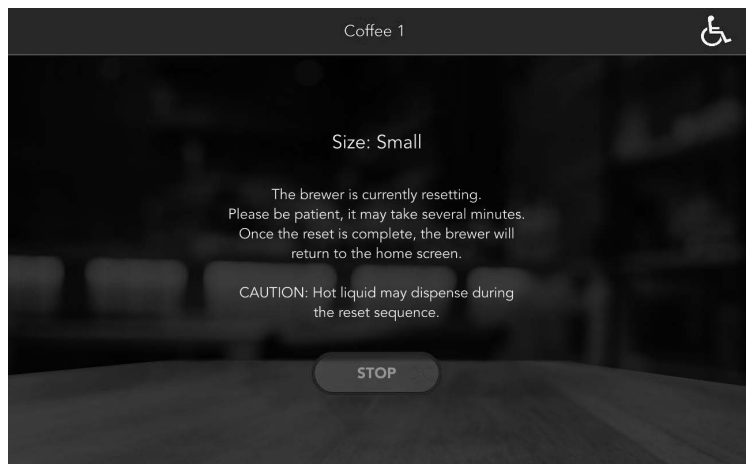 Coffee 1
Size: Small
The brewer is currently resetting.
Please be patient, it may take several minutes.
Once the reset is complete, the brewer will
return to the home screen.
CAUTION: Hot liquid may dispense during
the reset sequence.
STOP